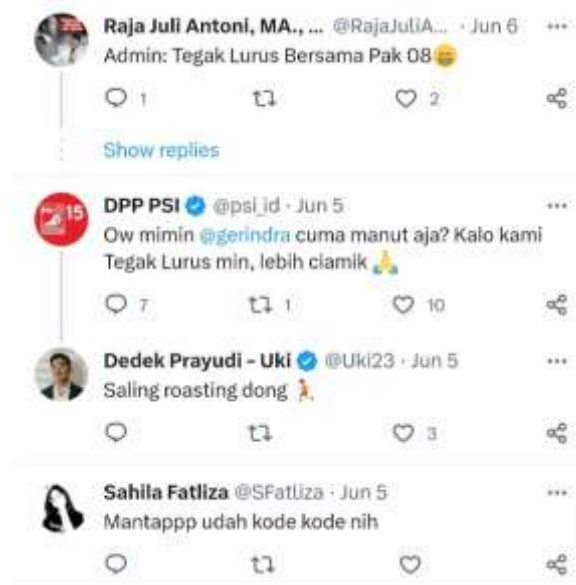 Raja Juli Antoni, MA., ... @RajaJuliA... · Jun 6
Admin: Tegak Lurus Bersama Pak 08😁
1 2
Show replies
15
DPP PSI @psi_id · Jun 5
Ow mimin @gerindra cuma manut aja? Kalo kami
Tegak Lurus min, lebih ciamik 🙏
7 1 10
Dedek Prayudi - Uki @Uki23 · Jun 5
Saling roasting dong 💃
3
Sahila Fatliza @SFatliza · Jun 5
Mantappp udah kode kode nih